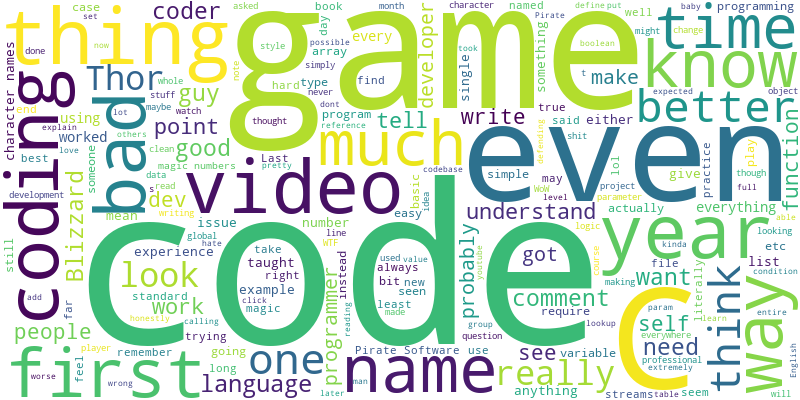 game
code
even
C
name
thing
coding
video
first
year
way
bad
time
know
better
much
one
really
look
think
language
Thor
coder
guy
point
good
dev
Blizzard
people
work
experience
issue
programmer
developer
tell
write
make
understand
function
comment
need
want
self
see
got
probably
case
set
done
now
character names
end
using
worked
best
explain
love
others
development
someone
data
read
clean
magic numbers
whole
stuff
maybe
watch
lot
month
day
book
named
asked
style
note
possible
array
every
hard
type
find
simply
never
dont
program
reference
thought
Last
pretty
single
took
character
Pirate
something
define
put
baby
programming
well
might
change
boolean
t
expected
object
said
either
true
shit
defending
lol
practice
play
though
full
give
everything
project
parameter
level
may
WoW
simple
codebase
idea
basic
easy
mean
s
writing
still
add
far
feel
hate
global
number
line
WTF
take
taught
right
example
click
magic
standard
honestly
calling
trying
remember
going
long
player
worse
wrong
instead
reading
always
bit
least
used
value
new
seen
made
youtube
group
question
Pirate Software
use
man
later
variable
anything
require
lookup
logic
course
actually
kinda
file
making
list
etc
looking
able
condition
entire
learn
literally
param
everywhere
professional
extremely
streams
table
seem
English
will